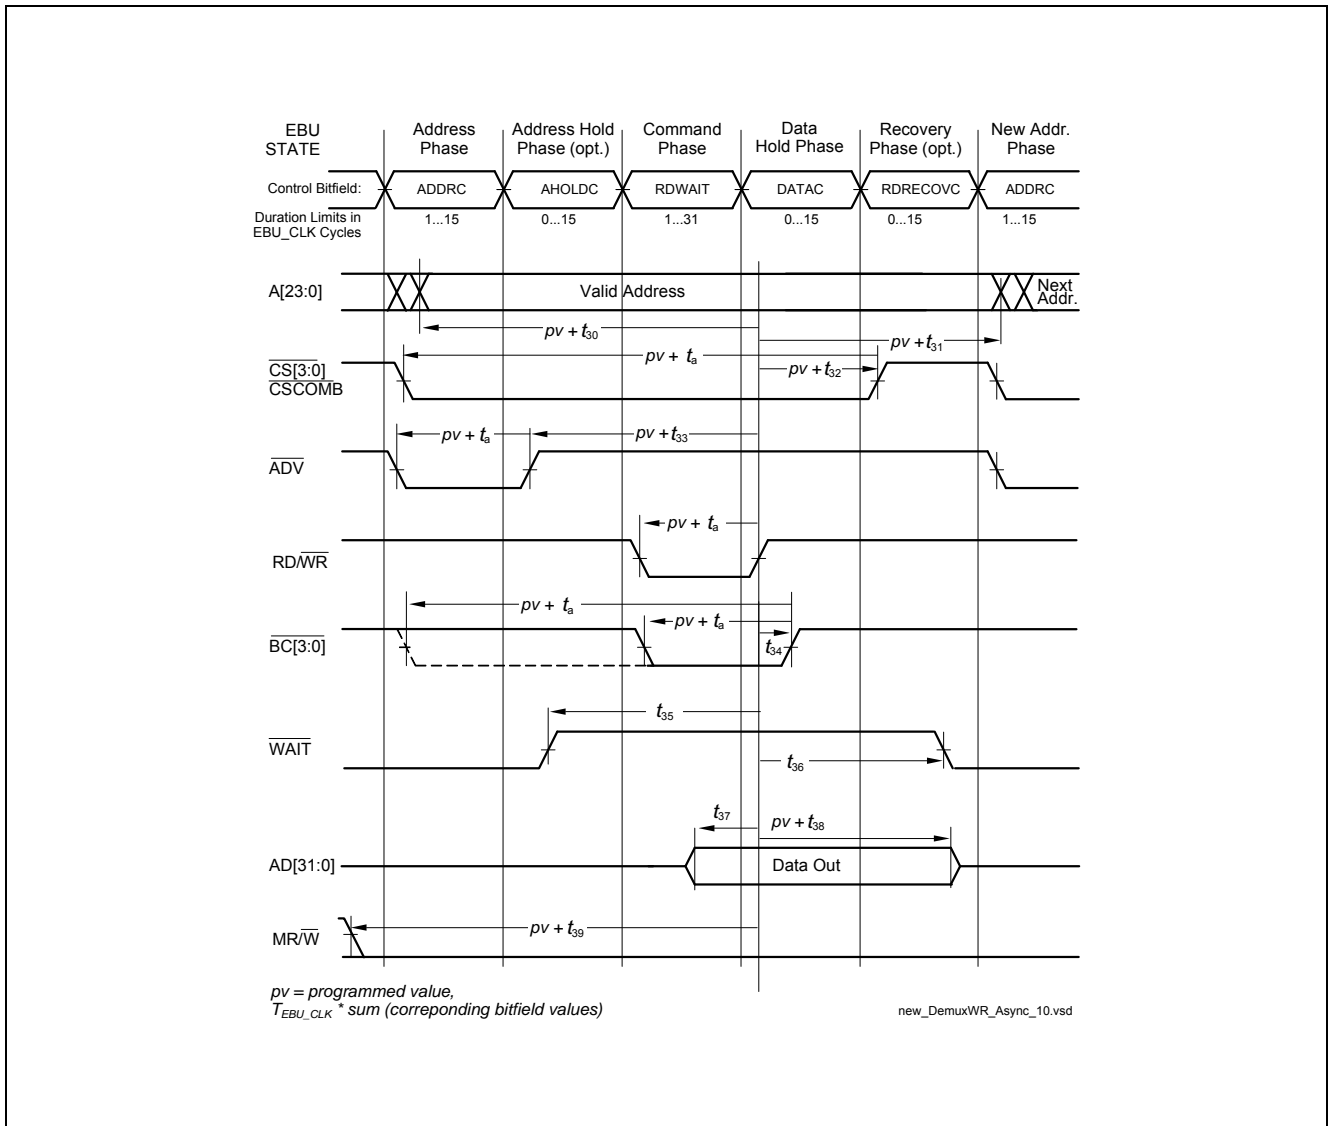 EBU
STATE
Address
Phase
Address Hold
Phase (opt.)
Command
Phase
Data
Hold Phase
Recovery
Phase (opt.)
New Addr.
Phase
Control Bitfield:
ADDRC
AHOLDC
RDWAIT
DATAC
RDRECOVC
ADDRC
Duration Limits in
EBU_CLK Cycles
1...15
0...15
1...31
0...15
0...15
1...15
A[23:0]
Valid Address
Next
Addr.
pv + t30
pv + t31
pv + ta
pv + t32
CS[3:0]
CSCOMB
pv + ta
pv + t33
ADV
pv + ta
RD/WR
pv + ta
pv + ta
BC[3:0]
t34
t35
WAIT
t36
t37
pv + t38
AD[31:0]
Data Out
MR/W
pv + t39
pv = programmed value,
TEBU_CLK * sum (correponding bitfield values)
new_DemuxWR_Async_10.vsd